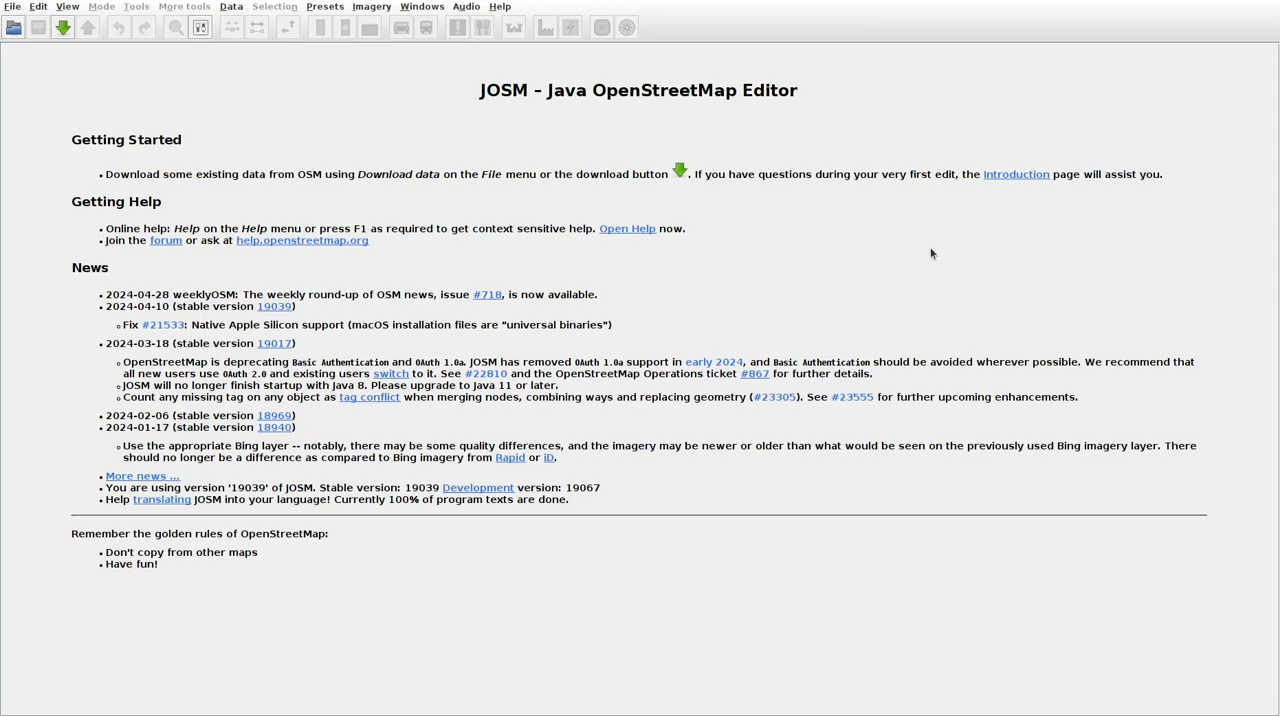 File Edit View Mode Tools More tools Data Selection Presets Imagery Windows Audio Help
JOSM – Java OpenStreetMap Editor
Getting Started
Download some existing data from OSM using Download data on the File menu or the download button . If you have questions during your very first edit, the Introduction page will assist you.
Getting Help
Online help: Help on the Help menu or press F1 as required to get context sensitive help. Open Help now.
Join the forum or ask at help.openstreetmap.org
News
2024-04-28 weeklyOSM: The weekly round-up of OSM news, issue #718, is now available.
2024-04-10 (stable version 19039)
Fix #21533: Native Apple Silicon support (macOS installation files are "universal binaries")
2024-03-18 (stable version 19017)
OpenStreetMap is deprecating Basic Authentication and OAuth 1.0a. JOSM has removed OAuth 1.0a support in early 2024, and Basic Authentication should be avoided wherever possible. We recommend that
all new users use OAuth 2.0 and existing users switch to it. See #22810 and the OpenStreetMap Operations ticket #867 for further details.
JOSM will no longer finish startup with Java 8. Please upgrade to Java 11 or later.
Count any missing tag on any object as tag conflict when merging nodes, combining ways and replacing geometry (#23305). See #23555 for further upcoming enhancements.
2024-02-06 (stable version 18969)
2024-01-17 (stable version 18940)
Use the appropriate Bing layer -- notably, there may be some quality differences, and the imagery may be newer or older than what would be seen on the previously used Bing imagery layer. There
should no longer be a difference as compared to Bing imagery from Rapid or iD.
More news ...
You are using version '19039' of JOSM. Stable version: 19039 Development version: 19067
Help translating JOSM into your language! Currently 100% of program texts are done.
Remember the golden rules of OpenStreetMap:
Don't copy from other maps
Have fun!